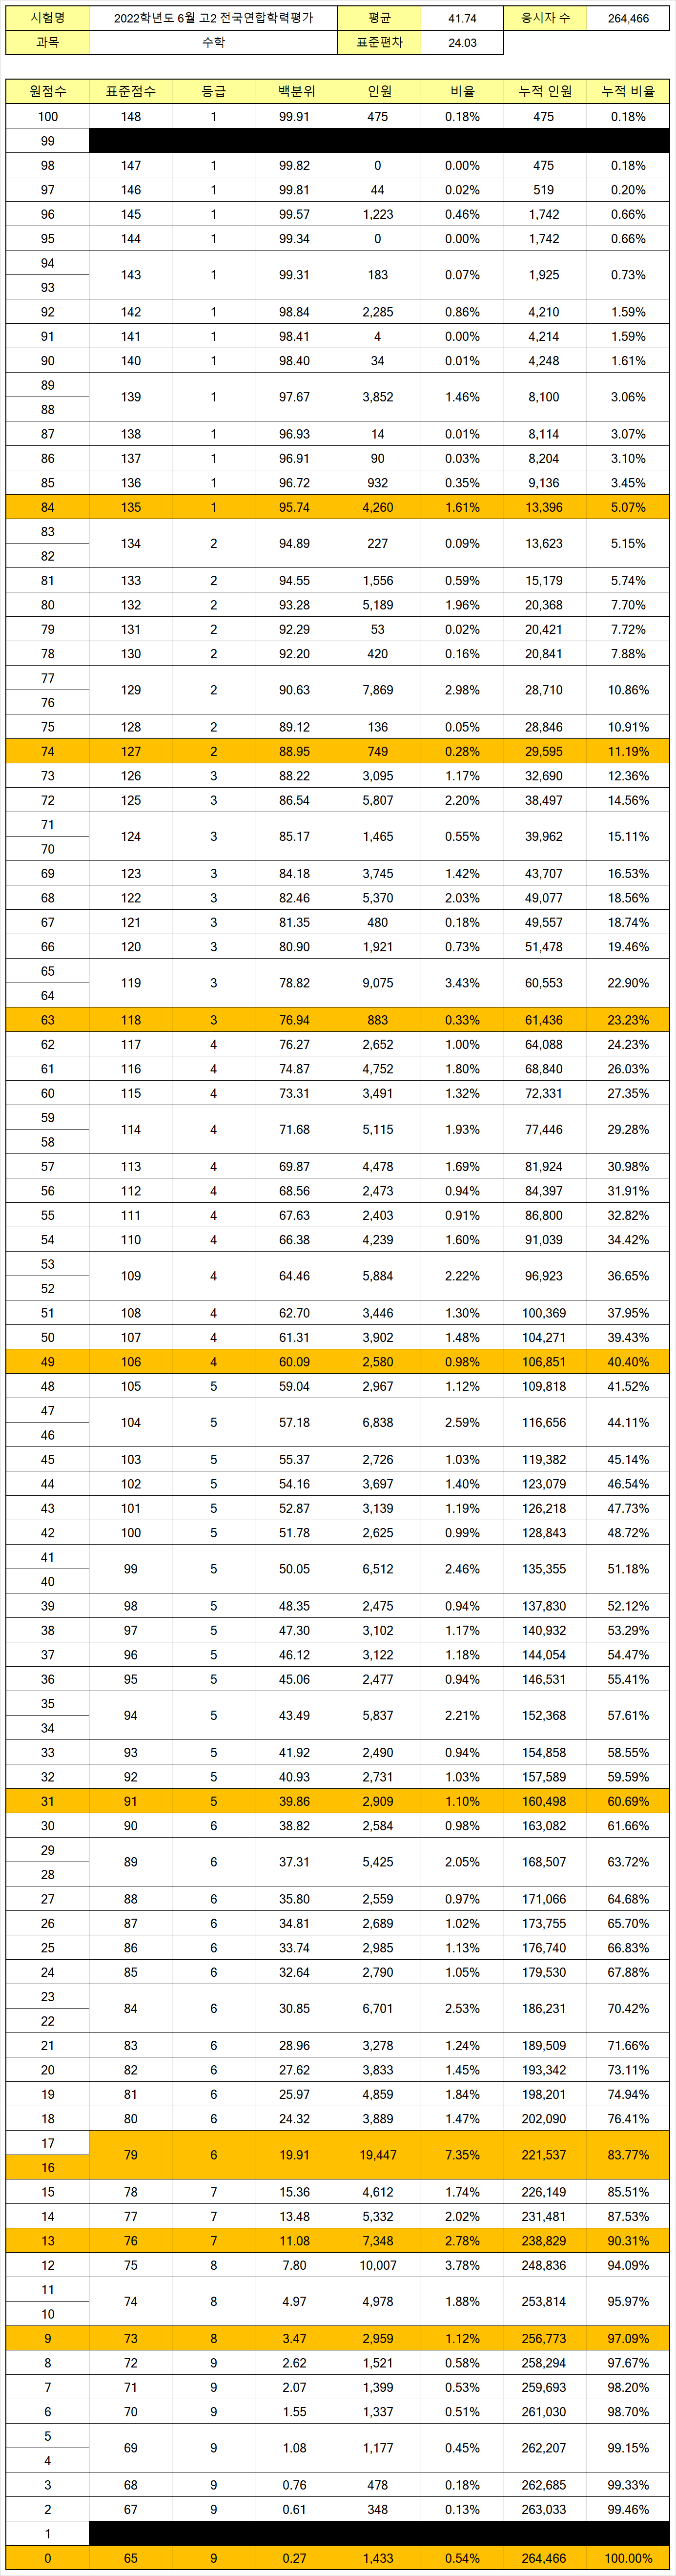 시험명 2022학년도 6월 고2 전국연합학력평가 평균 41.74 응시자 수 264,466
과목 수학 표준편차 24.03
원점수 표준점수 등급 백분위 인원 비율 누적 인원 누적 비율
100 148 1 99.91 475 0.18% 475 0.18%
99
98 147 1 99.82 0 0.00% 475 0.18%
97 146 1 99.81 44 0.02% 519 0.20%
96 145 1 99.57 1,223 0.46% 1,742 0.66%
95 144 1 99.34 0 0.00% 1,742 0.66%
94
143 1 99.31 183 0.07% 1,925 0.73%
93
92 142 1 98.84 2,285 0.86% 4,210 1.59%
91 141 1 98.41 4 0.00% 4,214 1.59%
90 140 1 98.40 34 0.01% 4,248 1.61%
89
139 1 97.67 3,852 1.46% 8,100 3.06%
88
87 138 1 96.93 14 0.01% 8,114 3.07%
86 137 1 96.91 90 0.03% 8,204 3.10%
85 136 1 96.72 932 0.35% 9,136 3.45%
84 135 1 95.74 4,260 1.61% 13,396 5.07%
83
134 2 94.89 227 0.09% 13,623 5.15%
82
81 133 2 94.55 1,556 0.59% 15,179 5.74%
80 132 2 93.28 5,189 1.96% 20,368 7.70%
79 131 2 92.29 53 0.02% 20,421 7.72%
78 130 2 92.20 420 0.16% 20,841 7.88%
77
129 2 90.63 7,869 2.98% 28,710 10.86%
76
75 128 2 89.12 136 0.05% 28,846 10.91%
74 127 2 88.95 749 0.28% 29,595 11.19%
73 126 3 88.22 3,095 1.17% 32,690 12.36%
72 125 3 86.54 5,807 2.20% 38,497 14.56%
71
124 3 85.17 1,465 0.55% 39,962 15.11%
70
69 123 3 84.18 3,745 1.42% 43,707 16.53%
68 122 3 82.46 5,370 2.03% 49,077 18.56%
67 121 3 81.35 480 0.18% 49,557 18.74%
66 120 3 80.90 1,921 0.73% 51,478 19.46%
65
119 3 78.82 9,075 3.43% 60,553 22.90%
64
63 118 3 76.94 883 0.33% 61,436 23.23%
62 117 4 76.27 2,652 1.00% 64,088 24.23%
61 116 4 74.87 4,752 1.80% 68,840 26.03%
60 115 4 73.31 3,491 1.32% 72,331 27.35%
59
114 4 71.68 5,115 1.93% 77,446 29.28%
58
57 113 4 69.87 4,478 1.69% 81,924 30.98%
56 112 4 68.56 2,473 0.94% 84,397 31.91%
55 111 4 67.63 2,403 0.91% 86,800 32.82%
54 110 4 66.38 4,239 1.60% 91,039 34.42%
53
109 4 64.46 5,884 2.22% 96,923 36.65%
52
51 108 4 62.70 3,446 1.30% 100,369 37.95%
50 107 4 61.31 3,902 1.48% 104,271 39.43%
49 106 4 60.09 2,580 0.98% 106,851 40.40%
48 105 5 59.04 2,967 1.12% 109,818 41.52%
47
104 5 57.18 6,838 2.59% 116,656 44.11%
46
45 103 5 55.37 2,726 1.03% 119,382 45.14%
44 102 5 54.16 3,697 1.40% 123,079 46.54%
43 101 5 52.87 3,139 1.19% 126,218 47.73%
42 100 5 51.78 2,625 0.99% 128,843 48.72%
41
99 5 50.05 6,512 2.46% 135,355 51.18%
40
39 98 5 48.35 2,475 0.94% 137,830 52.12%
38 97 5 47.30 3,102 1.17% 140,932 53.29%
37 96 5 46.12 3,122 1.18% 144,054 54.47%
36 95 5 45.06 2,477 0.94% 146,531 55.41%
35
94 5 43.49 5,837 2.21% 152,368 57.61%
34
33 93 5 41.92 2,490 0.94% 154,858 58.55%
32 92 5 40.93 2,731 1.03% 157,589 59.59%
31 91 5 39.86 2,909 1.10% 160,498 60.69%
30 90 6 38.82 2,584 0.98% 163,082 61.66%
29
89 6 37.31 5,425 2.05% 168,507 63.72%
28
27 88 6 35.80 2,559 0.97% 171,066 64.68%
26 87 6 34.81 2,689 1.02% 173,755 65.70%
25 86 6 33.74 2,985 1.13% 176,740 66.83%
24 85 6 32.64 2,790 1.05% 179,530 67.88%
23
84 6 30.85 6,701 2.53% 186,231 70.42%
22
21 83 6 28.96 3,278 1.24% 189,509 71.66%
20 82 6 27.62 3,833 1.45% 193,342 73.11%
19 81 6 25.97 4,859 1.84% 198,201 74.94%
18 80 6 24.32 3,889 1.47% 202,090 76.41%
17
79 6 19.91 19,447 7.35% 221,537 83.77%
16
15 78 7 15.36 4,612 1.74% 226,149 85.51%
14 77 7 13.48 5,332 2.02% 231,481 87.53%
13 76 7 11.08 7,348 2.78% 238,829 90.31%
12 75 8 7.80 10,007 3.78% 248,836 94.09%
11
74 8 4.97 4,978 1.88% 253,814 95.97%
10
9 73 8 3.47 2,959 1.12% 256,773 97.09%
8 72 9 2.62 1,521 0.58% 258,294 97.67%
7 71 9 2.07 1,399 0.53% 259,693 98.20%
6 70 9 1.55 1,337 0.51% 261,030 98.70%
5
69 9 1.08 1,177 0.45% 262,207 99.15%
4
3 68 9 0.76 478 0.18% 262,685 99.33%
2 67 9 0.61 348 0.13% 263,033 99.46%
1
0 65 9 0.27 1,433 0.54% 264,466 100.00%